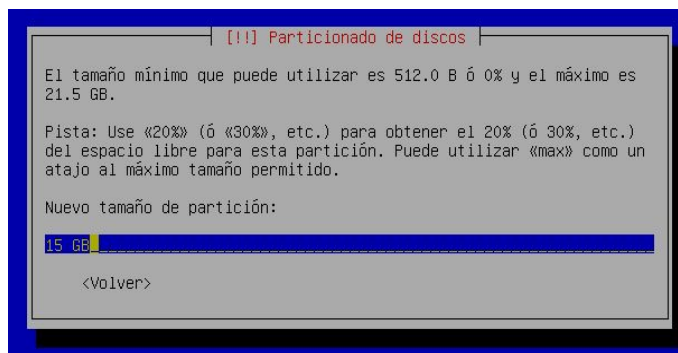 [!!] Particionado de discos
El tamaño mínimo que puede utilizar es 512.0 B ó 0% y el máximo es
21.5 GB.
Pista: Use «20%» (ó «30%», etc.) para obtener el 20% (ó 30%, etc.)
del espacio libre para esta partición. Puede utilizar «max» como un
atajo al máximo tamaño permitido.
Nuevo tamaño de partición:
15 GB
<Volver>